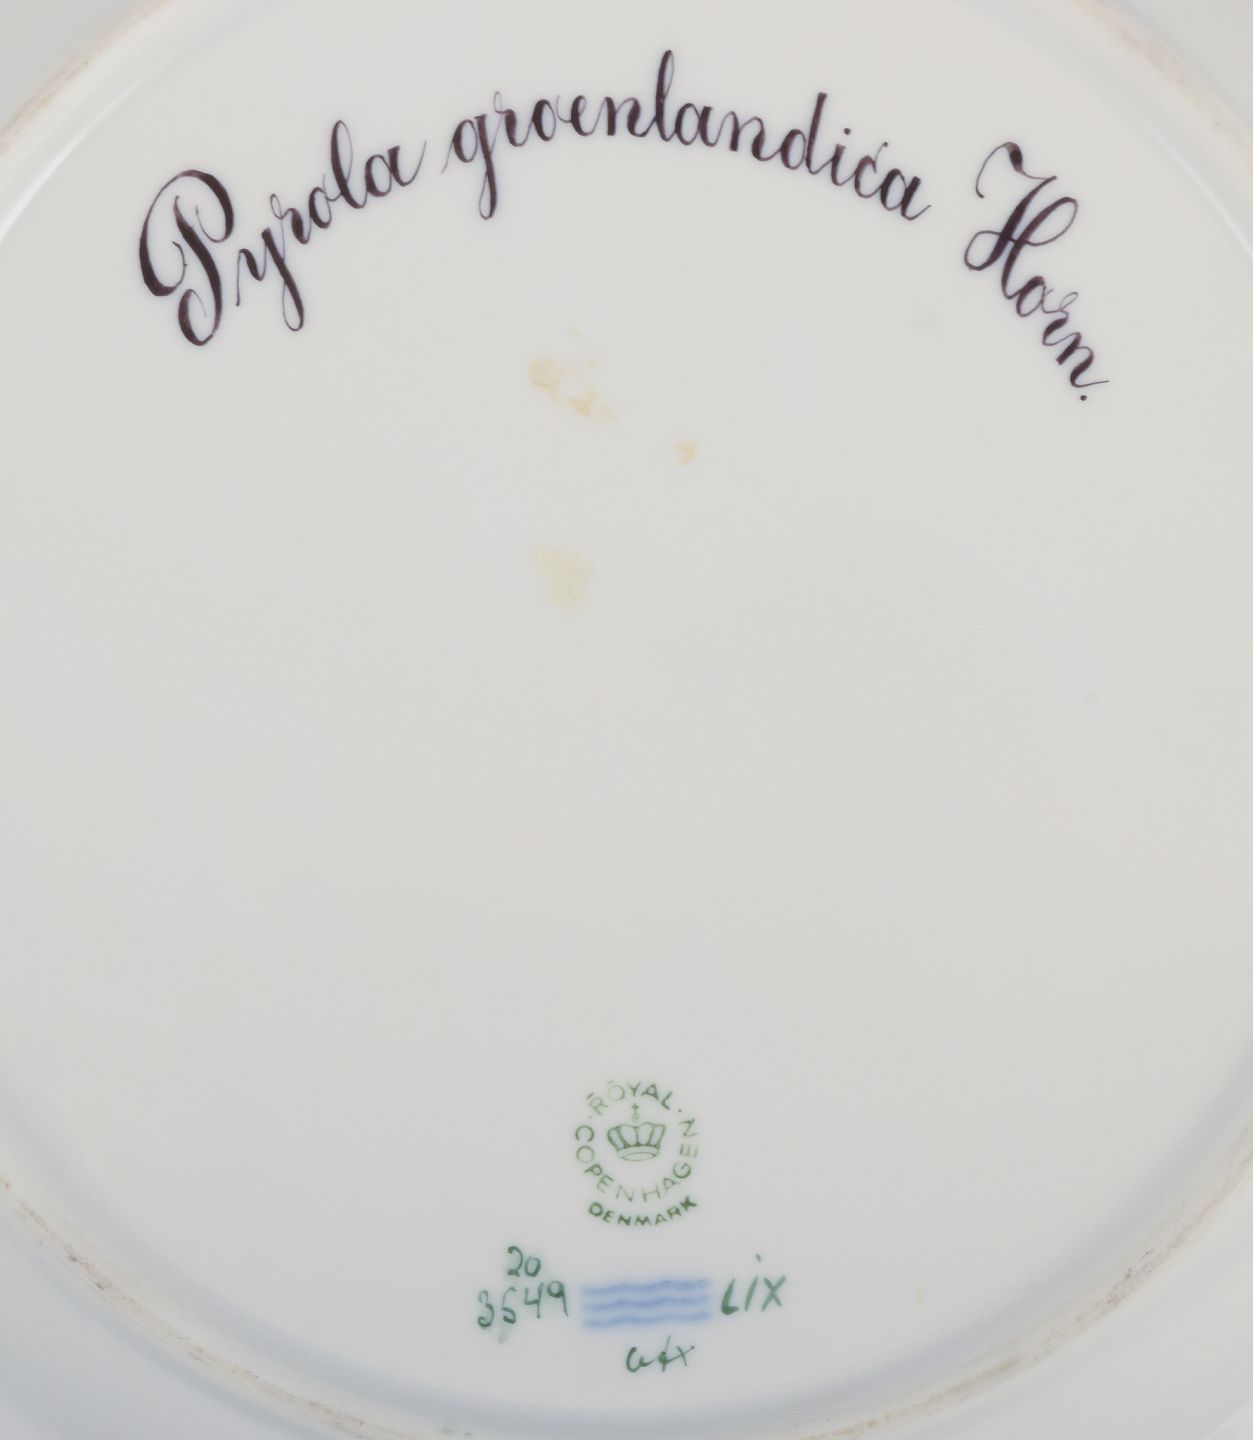 Pyrola groenlandica Horn.
ROYAL COPENHAGEN
DENMARK
20
3549 LIX